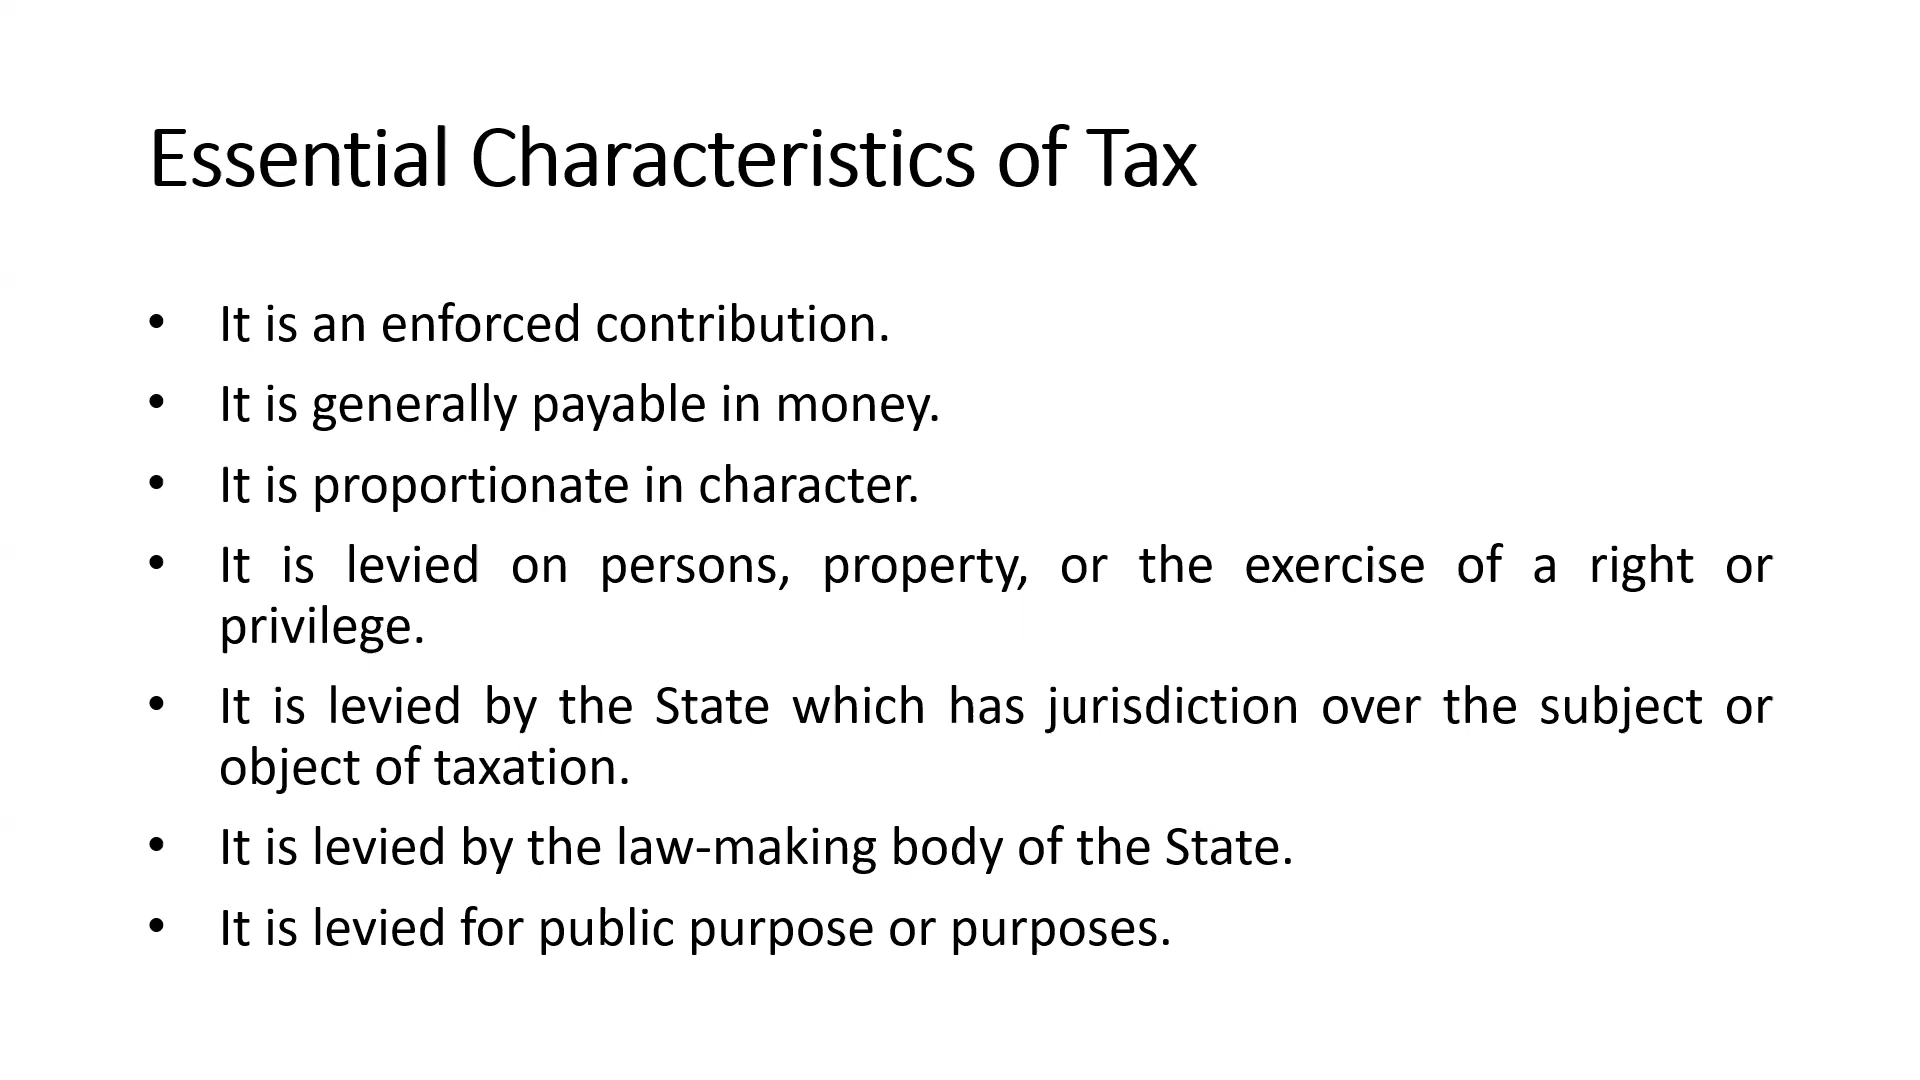 Essential Characteristics of Tax
• It is an enforced contribution.
• It is generally payable in money.
• It is proportionate in character.
• It is levied on persons, property, or the exercise of a right or
privilege.
• It is levied by the State which has jurisdiction over the subject or
object of taxation.
• It is levied by the law-making body of the State.
• It is levied for public purpose or purposes.